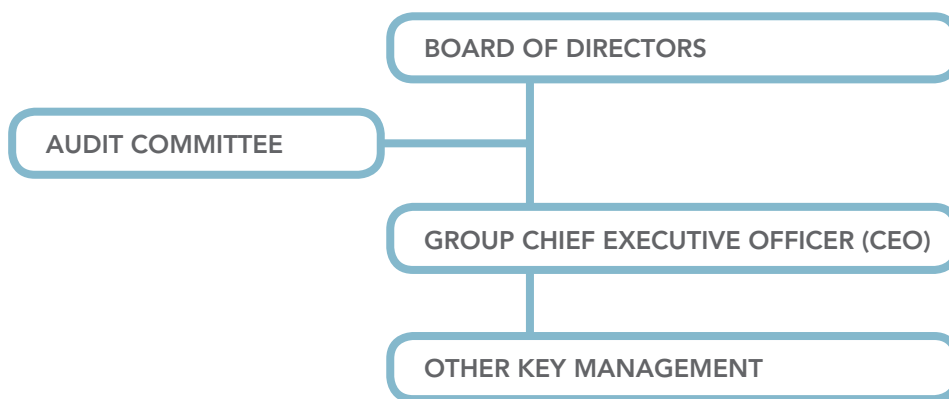 BOARD OF DIRECTORS
AUDIT COMMITTEE
GROUP CHIEF EXECUTIVE OFFICER (CEO)
OTHER KEY MANAGEMENT